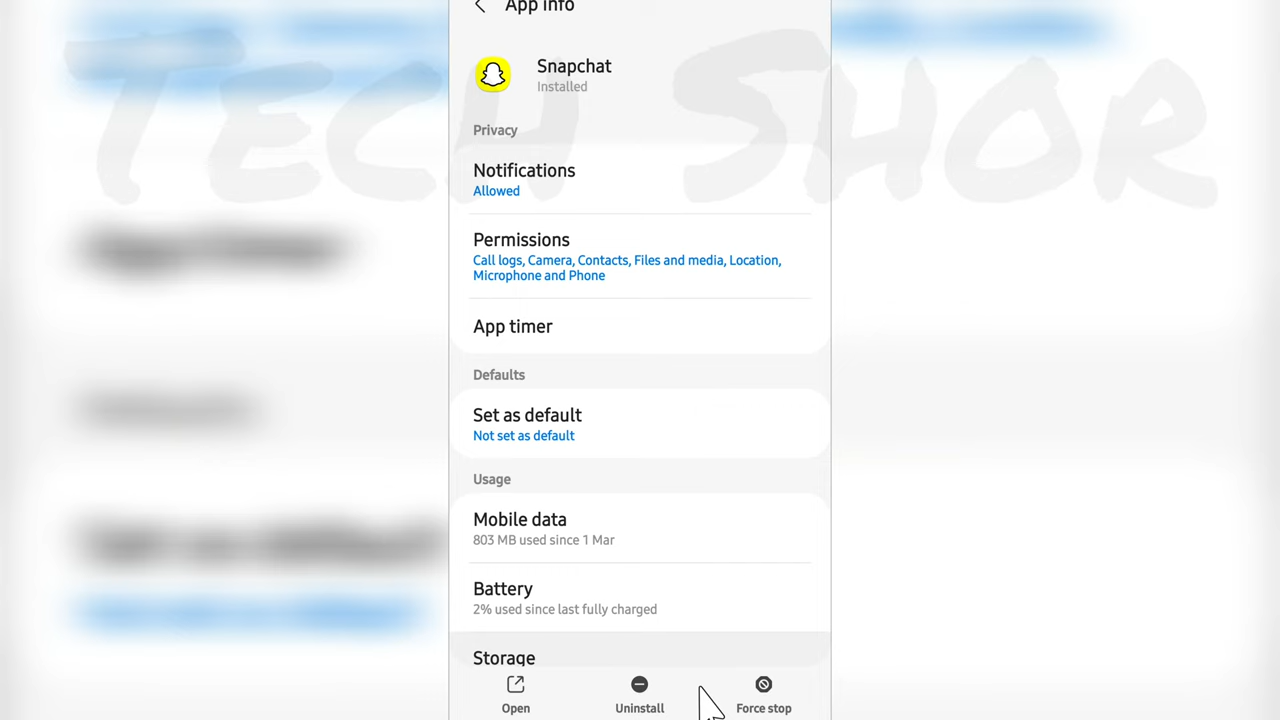 App info
Snapchat
Installed
Privacy
Notifications
Allowed
Permissions
Call logs, Camera, Contacts, Files and media, Location,
Microphone and Phone
App timer
Defaults
Set as default
Not set as default
Usage
Mobile data
803 MB used since 1 Mar
Battery
2% used since last fully charged
Storage
Open
Uninstall
Force stop
TECH SHOR